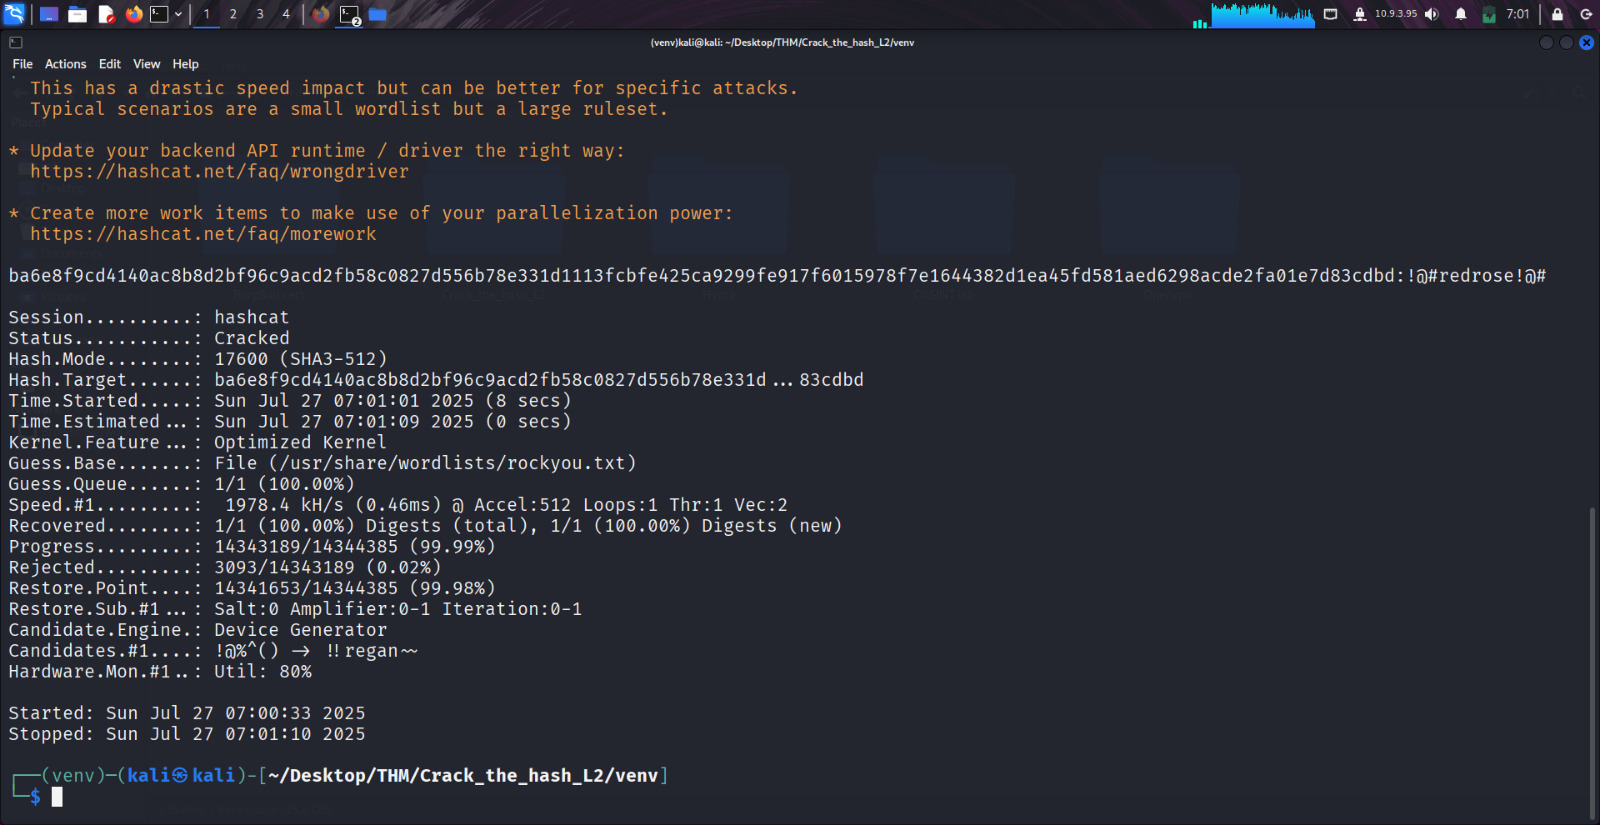 1 2 3 4
2
10.9.3.95 7:01
(venv)kali@kali: ~/Desktop/THM/Crack_the_hash_L2/venv
File Actions Edit View Help
This has a drastic speed impact but can be better for specific attacks.
Typical scenarios are a small wordlist but a large ruleset.
* Update your backend API runtime / driver the right way:
https://hashcat.net/faq/wrongdriver
* Create more work items to make use of your parallelization power:
https://hashcat.net/faq/morework
ba6e8f9cd4140ac8b8d2bf96c9acd2fb58c0827d556b78e331d1113fcbfe425ca9299fe917f6015978f7e1644382d1ea45fd581aed6298acde2fa01e7d83cdbd:!@#redrose!@#
Session..........: hashcat
Status...........: Cracked
Hash.Mode........: 17600 (SHA3-512)
Hash.Target......: ba6e8f9cd4140ac8b8d2bf96c9acd2fb58c0827d556b78e331d...83cdbd
Time.Started.....: Sun Jul 27 07:01:01 2025 (8 secs)
Time.Estimated...: Sun Jul 27 07:01:09 2025 (0 secs)
Kernel.Feature...: Optimized Kernel
Guess.Base.......: File (/usr/share/wordlists/rockyou.txt)
Guess.Queue......: 1/1 (100.00%)
Speed.#1.........:  1978.4 kH/s (0.46ms) @ Accel:512 Loops:1 Thr:1 Vec:2
Recovered........: 1/1 (100.00%) Digests (total), 1/1 (100.00%) Digests (new)
Progress.........: 14343189/14344385 (99.99%)
Rejected.........: 3093/14343189 (0.02%)
Restore.Point....: 14341653/14344385 (99.98%)
Restore.Sub.#1...: Salt:0 Amplifier:0-1 Iteration:0-1
Candidate.Engine.: Device Generator
Candidates.#1....: !@%^() -> !!regan~~
Hardware.Mon.#1..: Util: 80%
Started: Sun Jul 27 07:00:33 2025
Stopped: Sun Jul 27 07:01:10 2025
┌──(venv)─(kali㉿kali)-[~/Desktop/THM/Crack_the_hash_L2/venv]
└─$